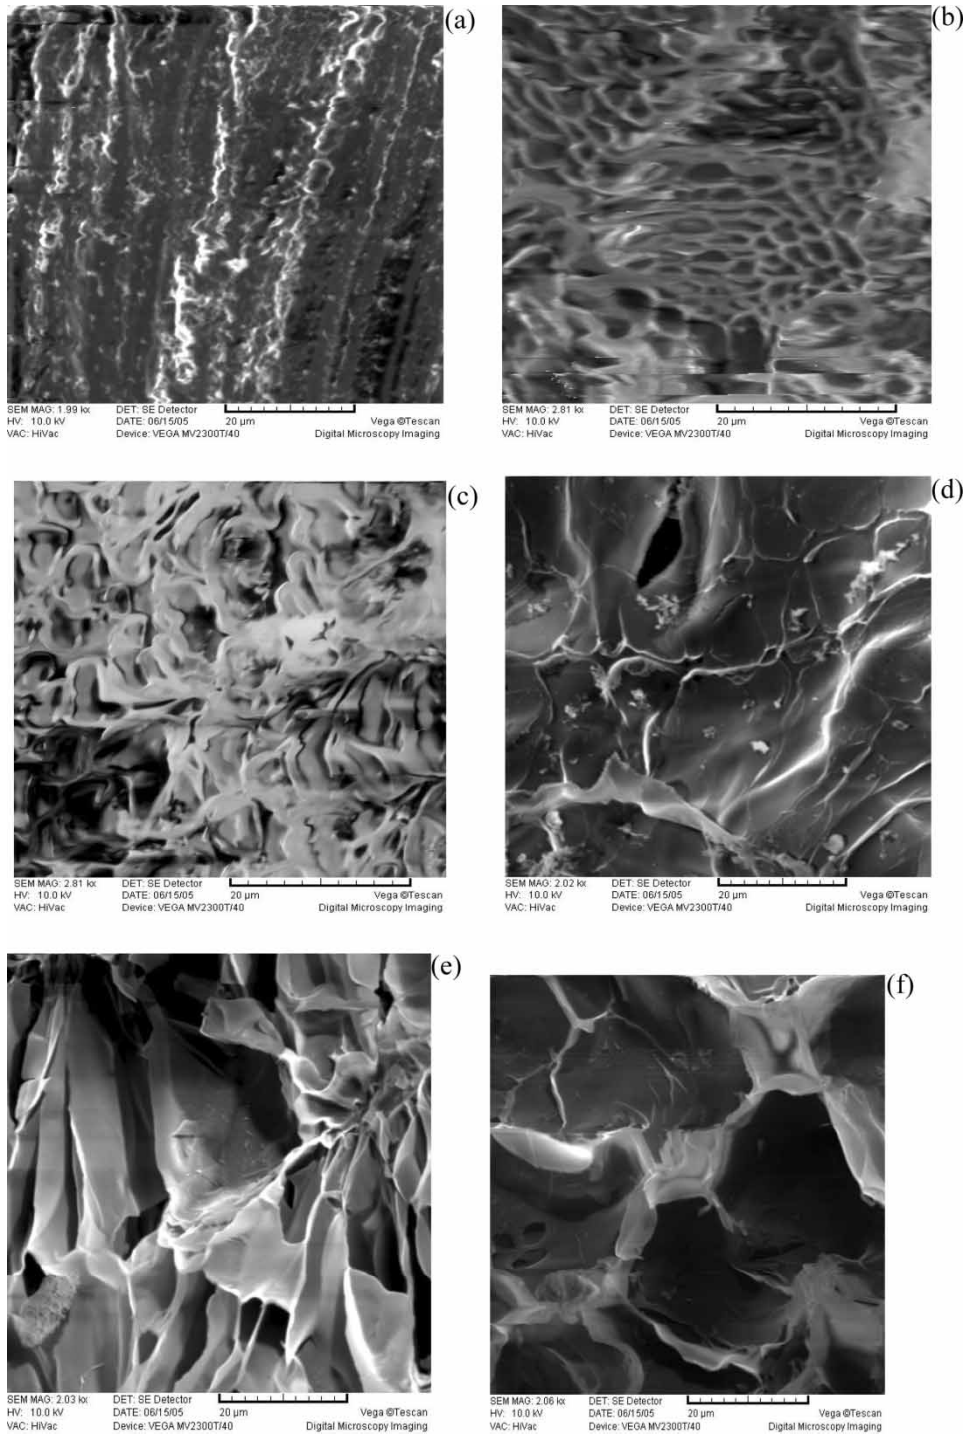 (a)
SEM MAG: 1.99 kx DET: SE Detector
HV: 10.0 kV DATE: 06/15/05 20 µm Vega ©Tescan
VAC: HiVac Device: VEGA MV2300T/40 Digital Microscopy Imaging
(b)
SEM MAG: 2.81 kx DET: SE Detector
HV: 10.0 kV DATE: 06/15/05 20 µm Vega ©Tescan
VAC: HiVac Device: VEGA MV2300T/40 Digital Microscopy Imaging
(c)
SEM MAG: 2.81 kx DET: SE Detector
HV: 10.0 kV DATE: 06/15/05 20 µm Vega ©Tescan
VAC: HiVac Device: VEGA MV2300T/40 Digital Microscopy Imaging
(d)
SEM MAG: 2.02 kx DET: SE Detector
HV: 10.0 kV DATE: 06/15/05 20 µm Vega ©Tescan
VAC: HiVac Device: VEGA MV2300T/40 Digital Microscopy Imaging
(e)
SEM MAG: 2.03 kx DET: SE Detector
HV: 10.0 kV DATE: 06/15/05 20 µm Vega ©Tescan
VAC: HiVac Device: VEGA MV2300T/40 Digital Microscopy Imaging
(f)
SEM MAG: 2.06 kx DET: SE Detector
HV: 10.0 kV DATE: 06/15/05 20 µm Vega ©Tescan
VAC: HiVac Device: VEGA MV2300T/40 Digital Microscopy Imaging